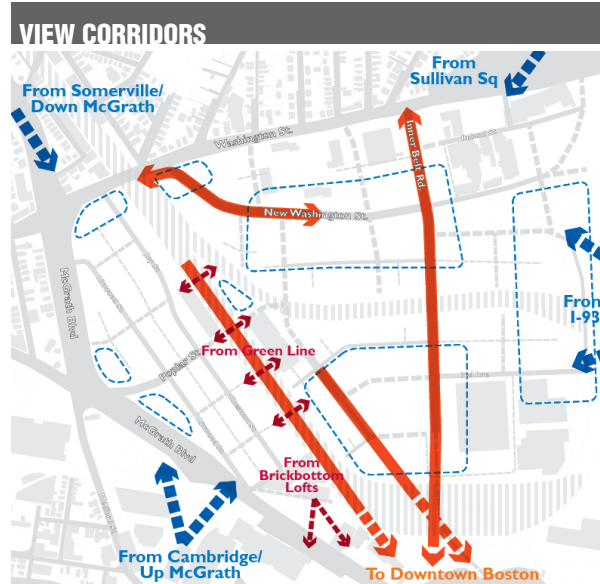 VIEW CORRIDORS
From Somerville/
Down McGrath
From
Sullivan Sq
Washington St.
Inner Belt Rd.
New Washington St.
McGrath Blvd
From
I-93
From Green Line
Poplar St.
McGrath Blvd
From
Brickbottom
Lofts
From Cambridge/
Up McGrath
To Downtown Boston